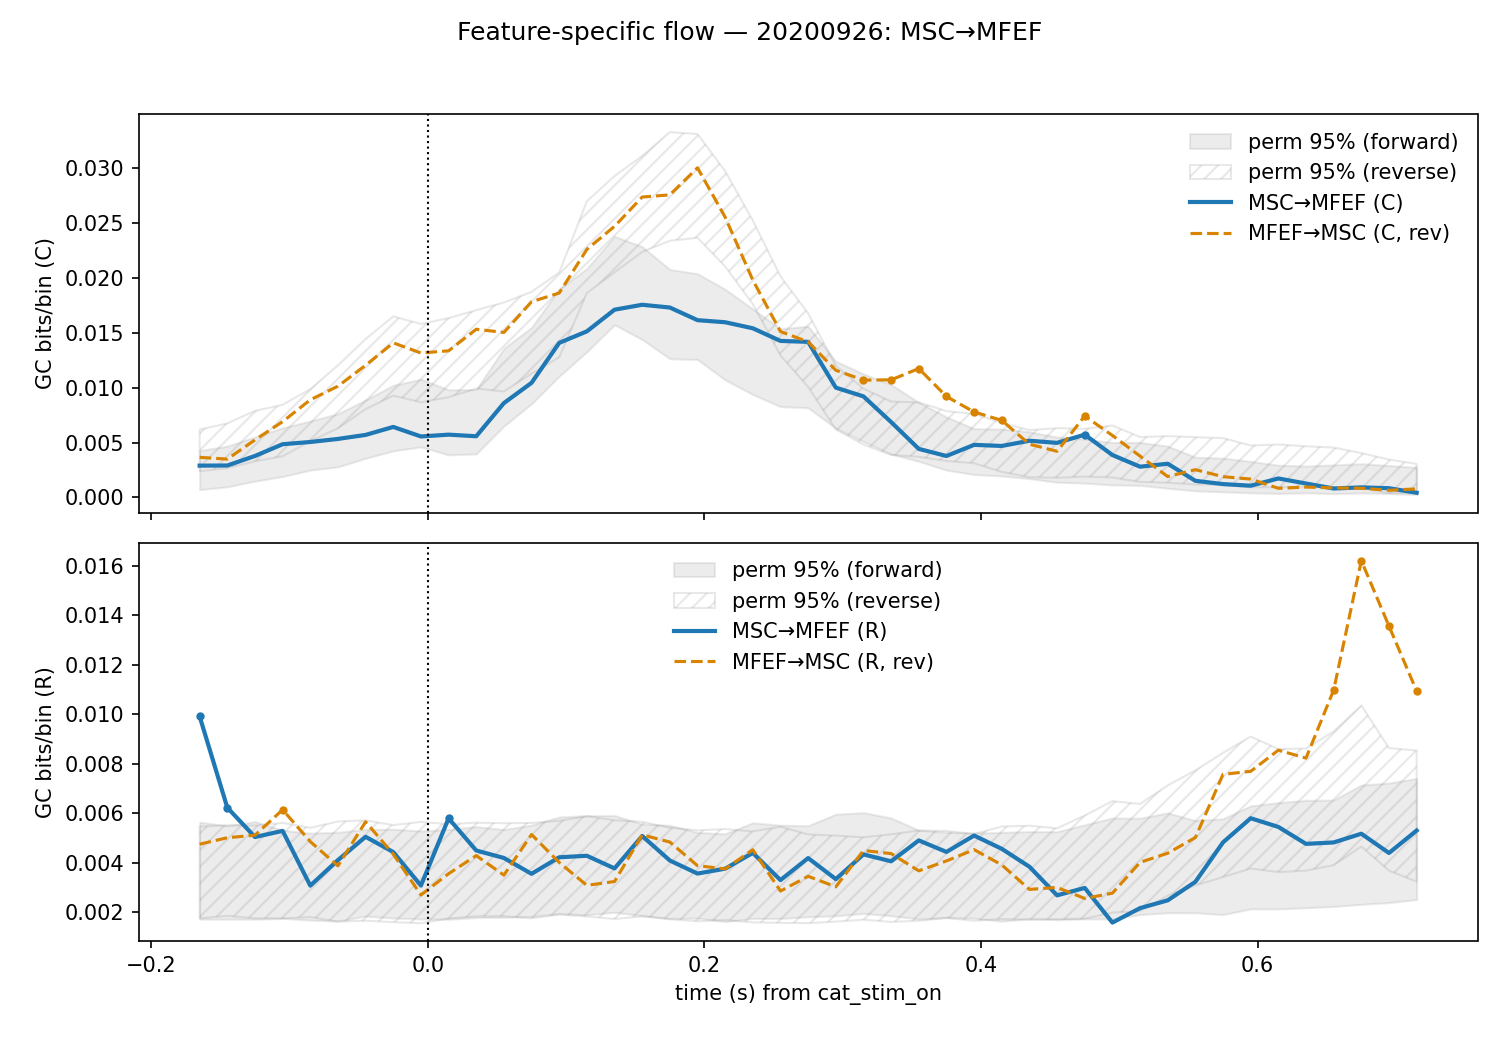 Feature-specific flow — 20200926: MSC→MFEF
GC bits/bin (C)
0.030
0.025
0.020
0.015
0.010
0.005
0.000
perm 95% (forward)
perm 95% (reverse)
MSC→MFEF (C)
MFEF→MSC (C, rev)
GC bits/bin (R)
0.016
0.014
0.012
0.010
0.008
0.006
0.004
0.002
perm 95% (forward)
perm 95% (reverse)
MSC→MFEF (R)
MFEF→MSC (R, rev)
−0.2 0.0 0.2 0.4 0.6
time (s) from cat_stim_on